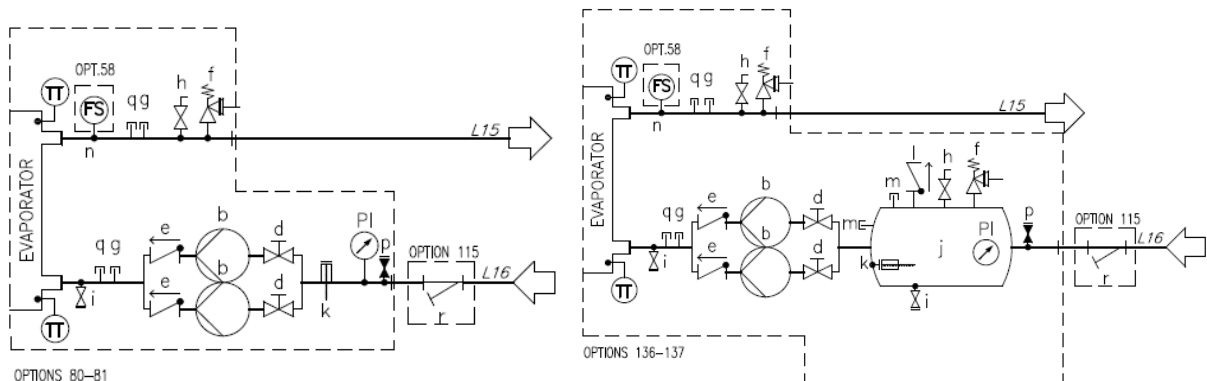 OPT.58
TT
FS
q g
h
f
n
L15
EVAPORATOR
b
e
d
PI
p
OPTION 115
q g
b
L16
i
e
d
k
r
TT
OPTIONS 80-81
OPT.58
TT
FS
q g
h
f
n
L15
EVAPORATOR
l
h
f
b
m
e
d
m
PI
p
OPTION 115
q g
b
j
L16
i
e
d
k
r
i
TT
OPTIONS 136-137